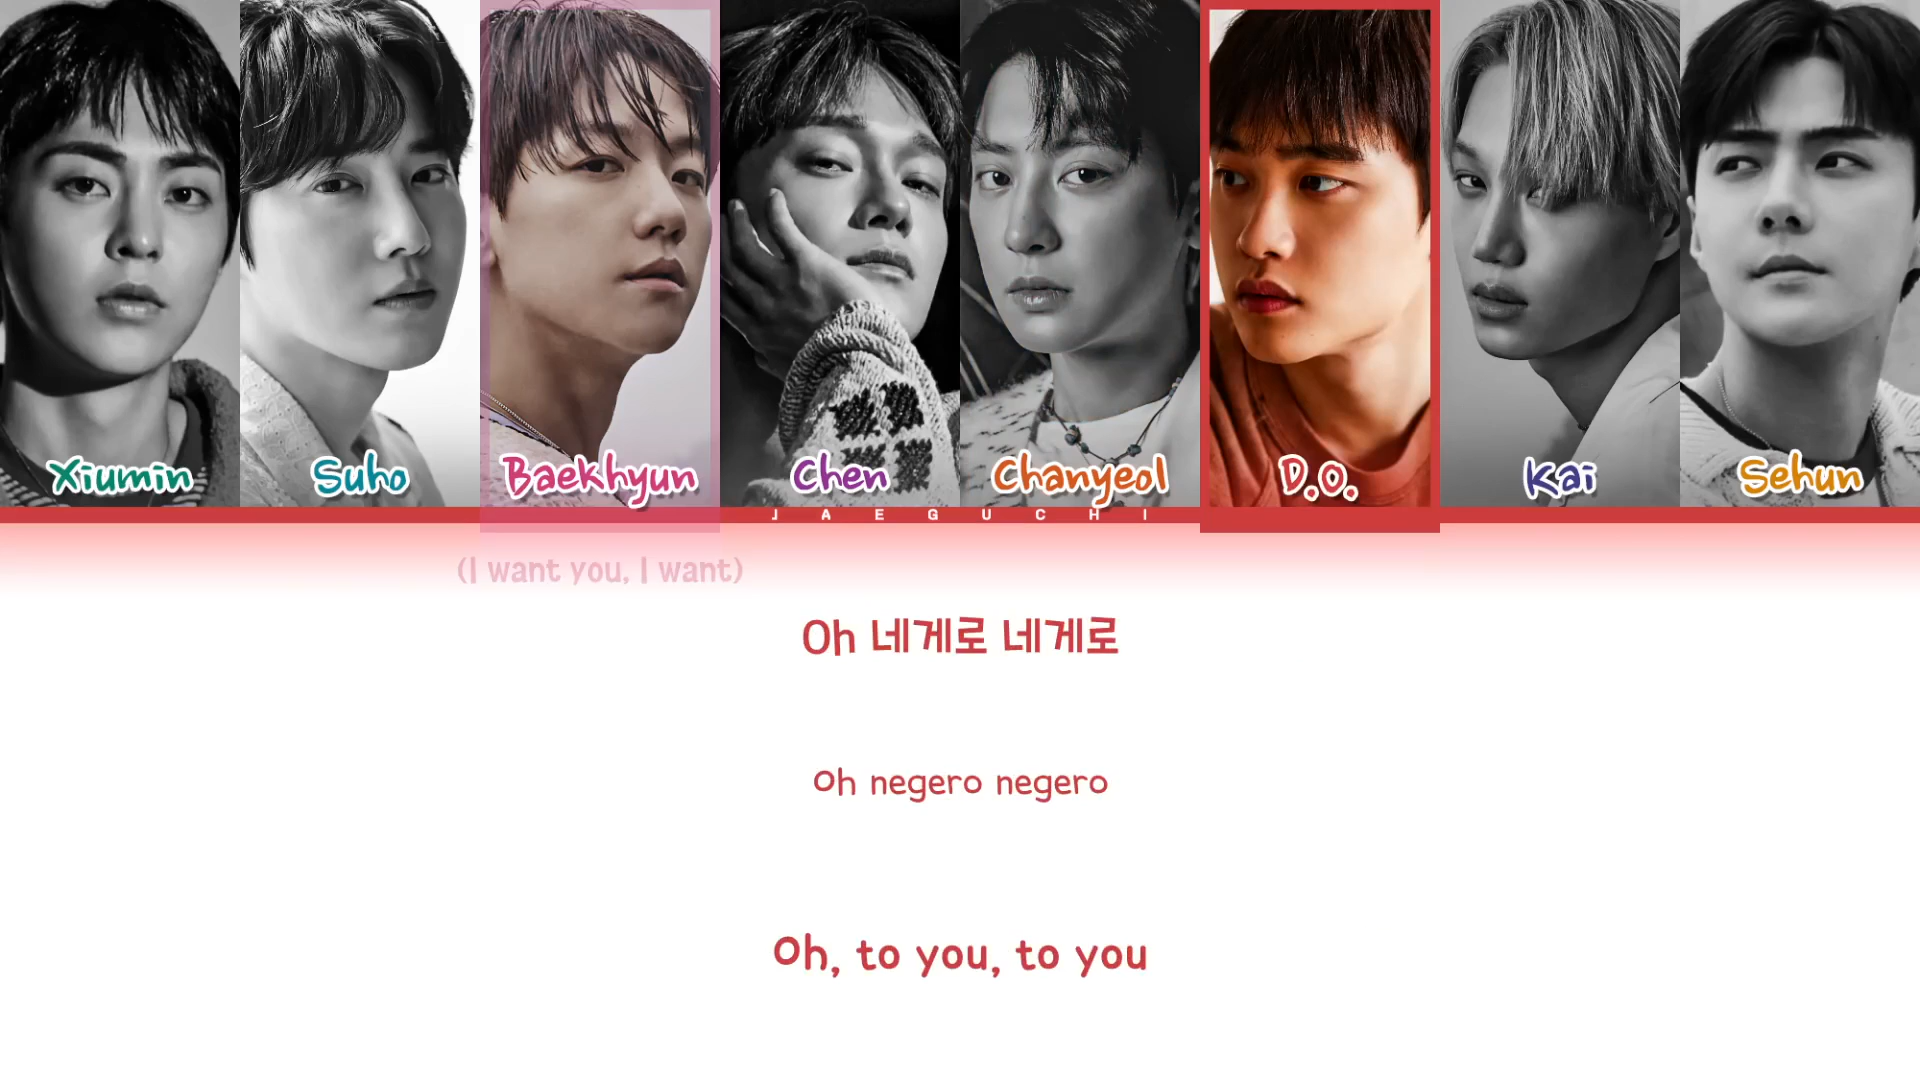 Xiumin Suho Baekhyun Chen Chanyeol D.O. Kai Sehun
JAEGUCHI
(I want you, I want)
Oh 네게로 네게로
Oh negero negero
Oh, to you, to you